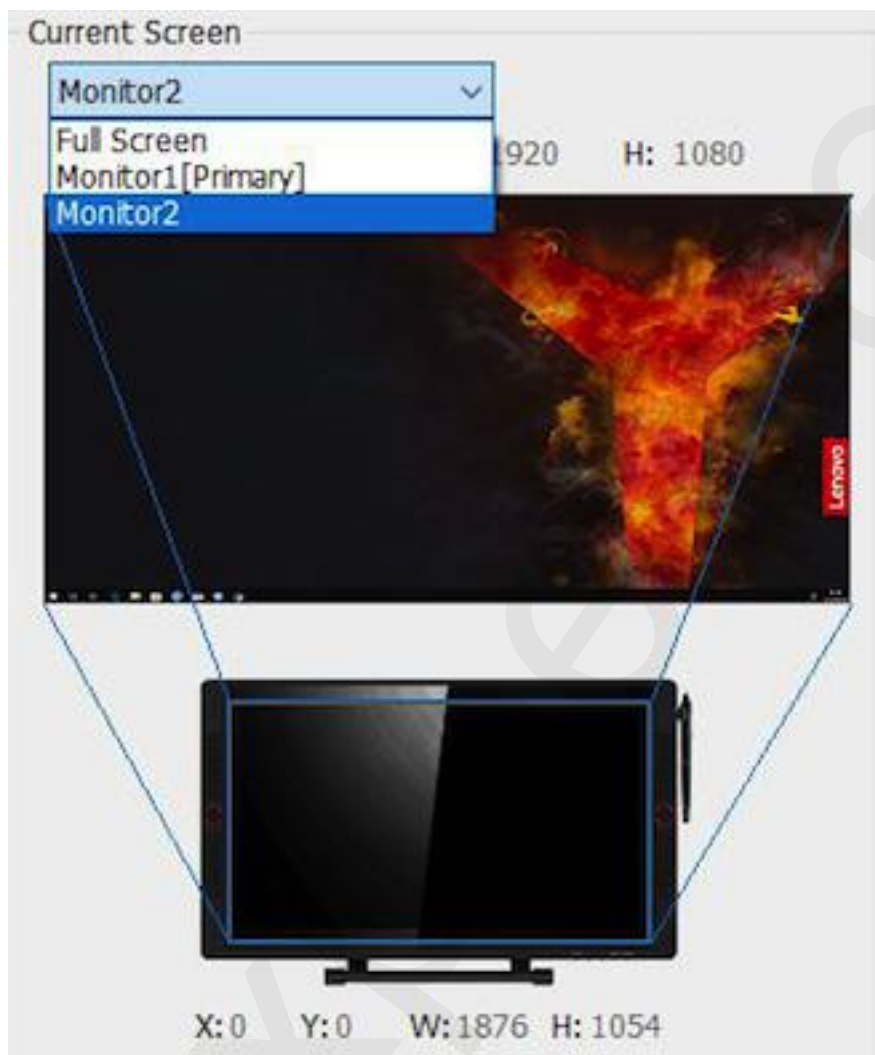 Current Screen
Monitor2
Full Screen
Monitor1[Primary]
Monitor2
1920 H: 1080
Lenovo
X: 0 Y: 0 W: 1876 H: 1054